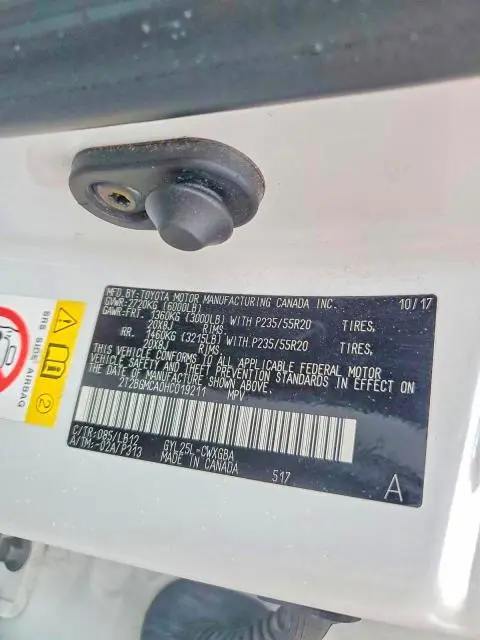 MFD.BY:TOYOTA MOTOR MANUFACTURING CANADA INC. 10/17
GVWR-2720KG (6000LB)
GAWR-FRT. 1360KG (3000LB) WITH P235/55R20 TIRES,
20X8J RIMS
RR. 1460KG (3215LB) WITH P235/55R20 TIRES,
20X8J RIMS
THIS VEHICLE CONFORMS TO ALL APPLICABLE FEDERAL MOTOR
VEHICLE SAFETY AND THEFT PREVENTION STANDARDS IN EFFECT ON
THE DATE OF MANUFACTURE SHOWN ABOVE.
2T2BGMCA0HC019211 MPV
C/TR:085/LB12 GYL25L-CWXGBA
A/TM:-02A/P313 MADE IN CANADA 517
A
SRS SIDE AIRBAG
2